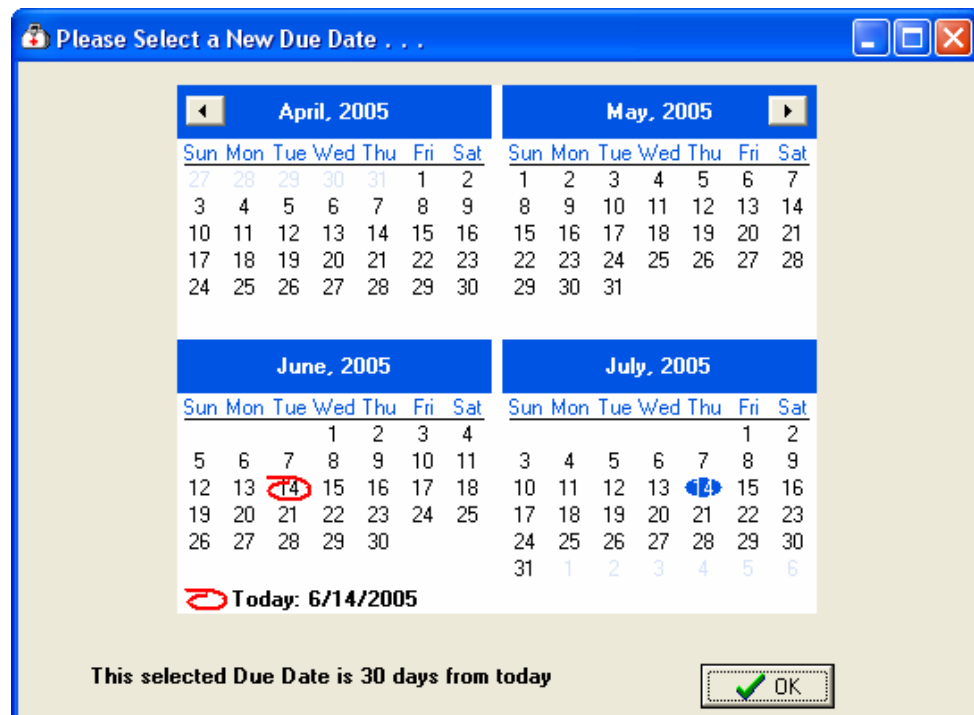 Please Select a New Due Date . . .
April, 2005
Sun Mon Tue Wed Thu Fri Sat
27 28 29 30 31 1 2
3 4 5 6 7 8 9
10 11 12 13 14 15 16
17 18 19 20 21 22 23
24 25 26 27 28 29 30
May, 2005
Sun Mon Tue Wed Thu Fri Sat
1 2 3 4 5 6 7
8 9 10 11 12 13 14
15 16 17 18 19 20 21
22 23 24 25 26 27 28
29 30 31
June, 2005
Sun Mon Tue Wed Thu Fri Sat
1 2 3 4
5 6 7 8 9 10 11
12 13 14 15 16 17 18
19 20 21 22 23 24 25
26 27 28 29 30
July, 2005
Sun Mon Tue Wed Thu Fri Sat
1 2
3 4 5 6 7 8 9
10 11 12 13 14 15 16
17 18 19 20 21 22 23
24 25 26 27 28 29 30
31 1 2 3 4 5 6
Today: 6/14/2005
This selected Due Date is 30 days from today
OK